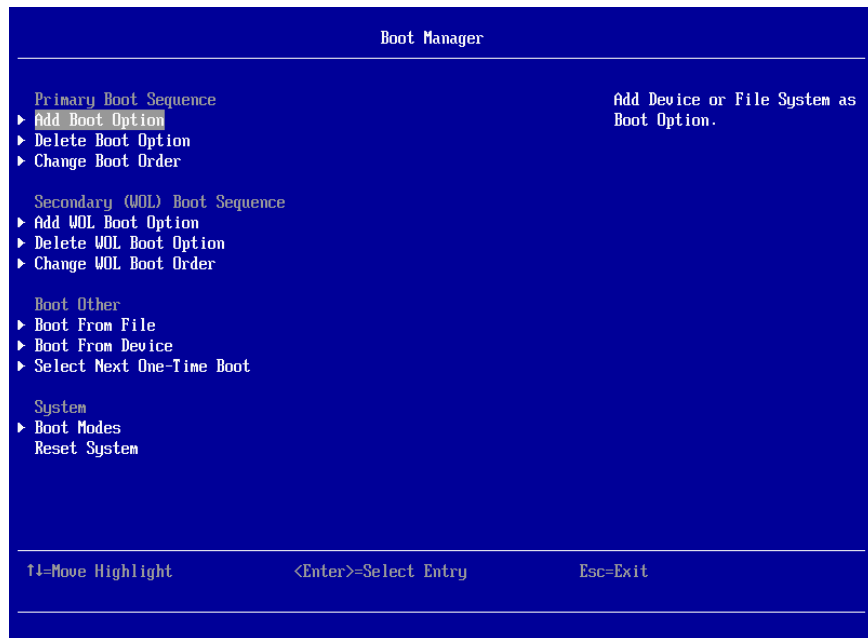 Boot Manager
Primary Boot Sequence
Add Boot Option
Delete Boot Option
Change Boot Order
Secondary (WOL) Boot Sequence
Add WOL Boot Option
Delete WOL Boot Option
Change WOL Boot Order
Boot Other
Boot From File
Boot From Device
Select Next One-Time Boot
System
Boot Modes
Reset System
Add Device or File System as
Boot Option.
↑↓=Move Highlight <Enter>=Select Entry Esc=Exit